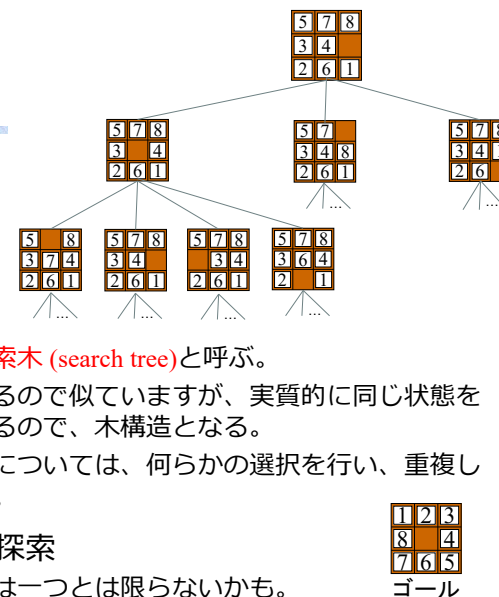 5 7 8
3 4
2 6 1
5 7 8
3 4
2 6 1
5 7
3 4 8
2 6 1
5 7 8
3 4 1
2 6
...
...
5 8
3 7 4
2 6 1
5 7 8
3 4
2 6 1
5 7 8
3 4
2 6 1
5 7 8
3 6 4
2 1
...
...
...
...
索木 (search tree)と呼ぶ。
るので似ていますが、実質的に同じ状態を
るので、木構造となる。
については、何らかの選択を行い、重複し
。
探索
は一つとは限らないかも。
1 2 3
8 4
7 6 5
ゴール